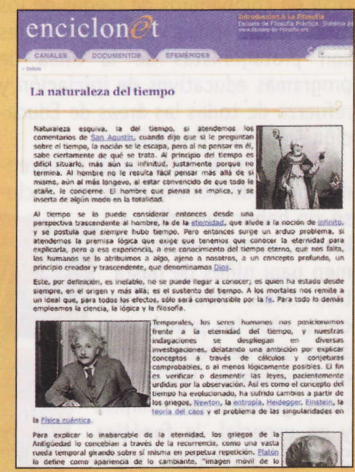 enciclonet
Introducción a la Filosofía
CANALES
DOCUMENTOS
EFEMÉRIDES
La naturaleza del tiempo
Naturaleza esquiva, la del tiempo, si atendemos los
comentarios de San Agustín, cuando dijo que si le preguntan
sobre el tiempo, la noción se le escapa, pero al no pensar en él,
sabe ciertamente de qué se trata. Al principio del tiempo es
difícil situarlo, más aún su infinitud, justamente porque no
termina. Al hombre no le resulta fácil pensar más allá de sí
mismo, aún al más longevo, al estar convencido de que todo le
atañe, le concierne. El hombre que piensa se implica, y se
inserta de algún modo en la totalidad.
Al tiempo se lo puede considerar entonces desde una
perspectiva trascendente al hombre, la de la eternidad, que alude a la noción de infinito,
y se postula que siempre hubo tiempo. Pero entonces surge un arduo problema, si
atendemos la premisa lógica que exige que tenemos que conocer la eternidad para
explicarla, pero a esa experiencia, a ese conocimiento del tiempo eterno, que nos falta,
los humanos se lo atribuimos a algo, ajeno a nosotros, a un concepto profundo, un
principio creador y trascendente, que denominamos Dios.
Este, por definición, es inefable, no se puede llegar a conocer; es quien ha estado desde
siempre, en el origen y más allá; es el sustento del tiempo. A los mortales nos remite a
un ideal que, para todos los efectos, sólo será comprensible por la fe. Para todo lo demás
empleamos la ciencia, la lógica y la filosofía.
Temporales, los seres humanos nos posicionamos
frente a la eternidad del tiempo, y nuestras
indagaciones se despliegan en diversas
investigaciones, delatando una ambición por explicar
conceptos a través de cálculos y conjeturas
comprobables, o al menos lógicamente posibles. El fin
es verificar o desmentir las leyes, pacientemente
urdidas por la observación. Así es como el concepto del
tiempo ha evolucionado, ha sufrido cambios a partir de
los griegos, Newton, la entropía, Heidegger, Einstein, la
teoría del caos y el problema de las singularidades en
la física cuántica.
Para explicar lo inabarcable de la eternidad, los griegos de la
Antigüedad lo concebían a través de la recurrencia, como una vasta
rueda temporal girando sobre sí misma en perpetua repetición. Platón
lo define como apariencia de lo cambiante, "imagen móvil de lo